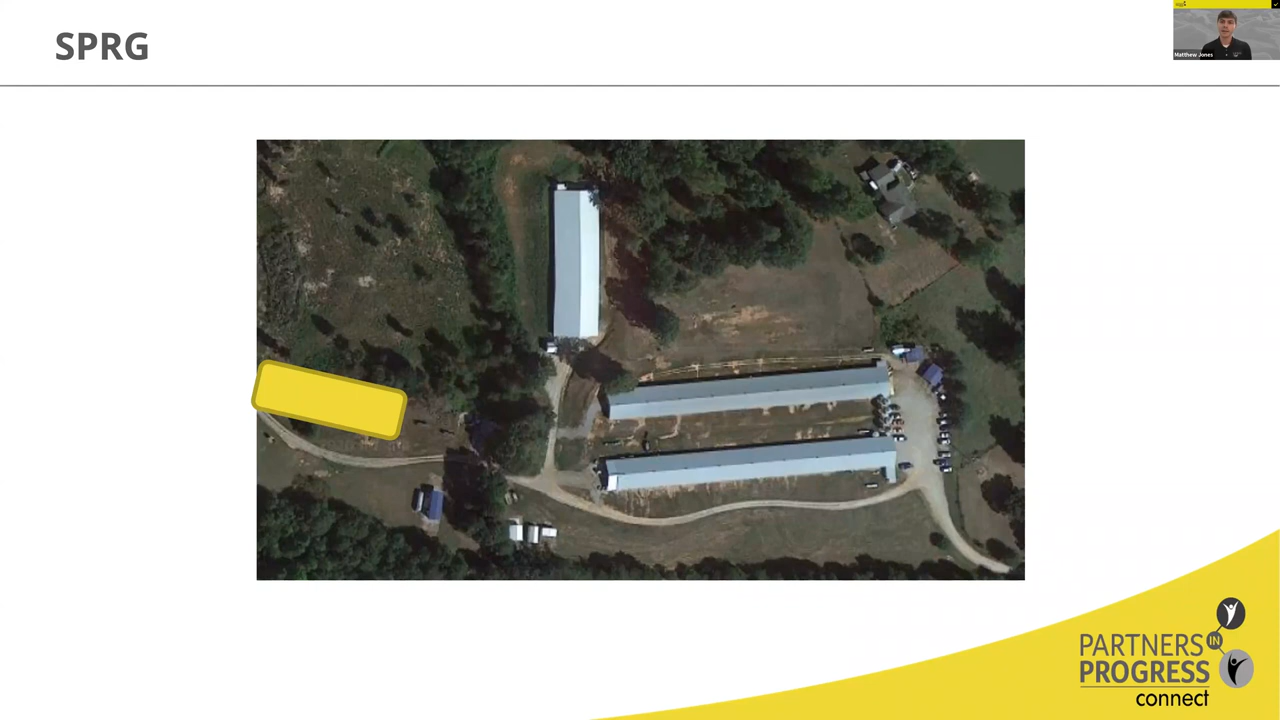 SPRG
Matthew Jones
PARTNERS
IN
PROGRESS
connect